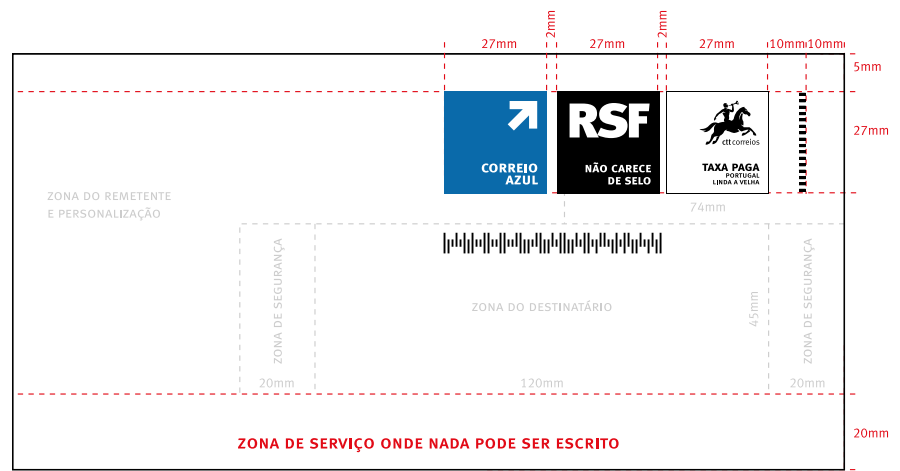 27mm
2mm
27mm
2mm
27mm
10mm
10mm
5mm
27mm
CORREIO
AZUL
RSF
NÃO CARECE
DE SELO
ctt correios
TAXA PAGA
PORTUGAL
LINDA A VELHA
ZONA DO REMETENTE
E PERSONALIZAÇÃO
74mm
ZONA DE SEGURANÇA
ZONA DO DESTINATÁRIO
45mm
ZONA DE SEGURANÇA
20mm
120mm
20mm
ZONA DE SERVIÇO ONDE NADA PODE SER ESCRITO
20mm